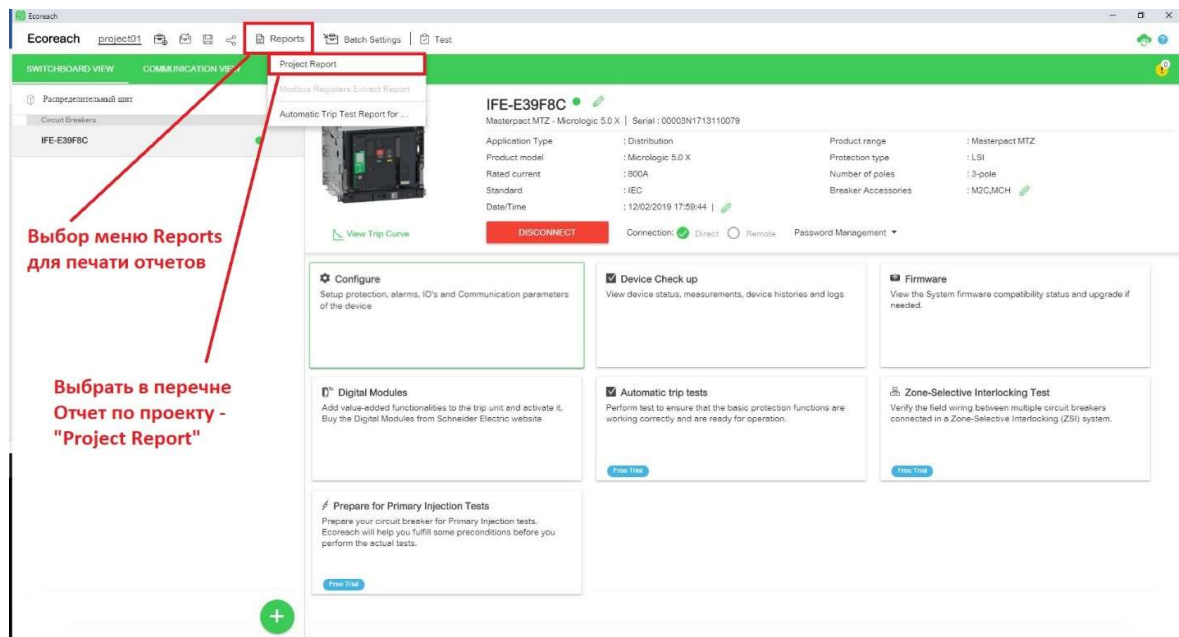 Ecoreach
Ecoreach project01 Reports Batch Settings Test
SWITCHBOARD VIEW COMMUNICATION VIEW
Project Report
Modbus Registers Extract Report
Automatic Trip Test Report for ...
Распределительный щит
Circuit Breakers
IFE-E39F8C
IFE-E39F8C
Masterpact MTZ - Micrologic 5.0 X | Serial : 00003N1713110079
Application Type : Distribution Product range : Masterpact MTZ
Product model : Micrologic 5.0 X Protection type : LSI
Rated current : 800A Number of poles : 3-pole
Standard : IEC Breaker Accessories : M2C,MCH
Date/Time : 12/02/2019 17:59:44 |
View Trip Curve DISCONNECT Connection: Direct Remote Password Management
Выбор меню Reports
для печати отчетов
Выбрать в перечне
Отчет по проекту -
"Project Report"
Configure
Setup protection, alarms, IO's and Communication parameters
of the device
Device Check up
View device status, measurements, device histories and logs
Firmware
View the System firmware compatibility status and upgrade if
needed.
Digital Modules
Add value-added functionalities to the trip unit and activate it.
Buy the Digital Modules from Schneider Electric website
Automatic trip tests
Perform test to ensure that the basic protection functions are
working correctly and are ready for operation.
Free Trial
Zone-Selective Interlocking Test
Verify the field wiring between multiple circuit breakers
connected in a Zone-Selective Interlocking (ZSI) system.
Free Trial
Prepare for Primary Injection Tests
Prepare your circuit breaker for Primary Injection tests.
Ecoreach will help you fulfill some preconditions before you
perform the actual tests.
Free Trial